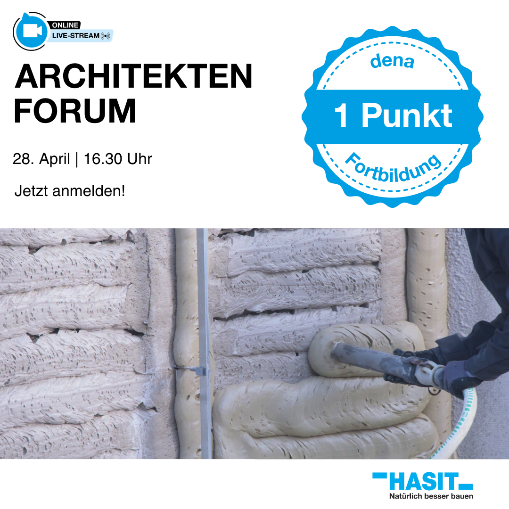 ONLINE
LIVE-STREAM
ARCHITEKTEN
FORUM
28. April | 16.30 Uhr
Jetzt anmelden!
dena
1 Punkt
Fortbildung
HASIT
Natürlich besser bauen